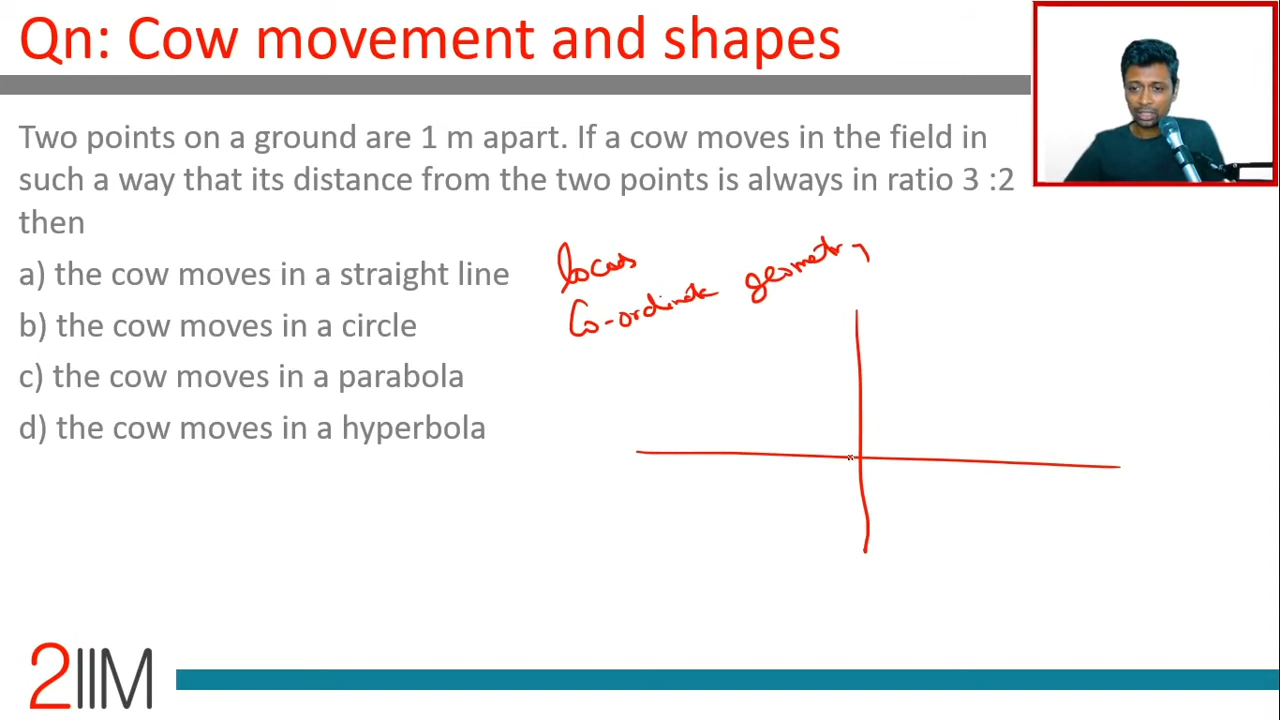 Qn: Cow movement and shapes
Two points on a ground are 1 m apart. If a cow moves in the field in
such a way that its distance from the two points is always in ratio 3 :2
then
a) the cow moves in a straight line
b) the cow moves in a circle
c) the cow moves in a parabola
d) the cow moves in a hyperbola
locus
Co-ordinate geometry
2IIM